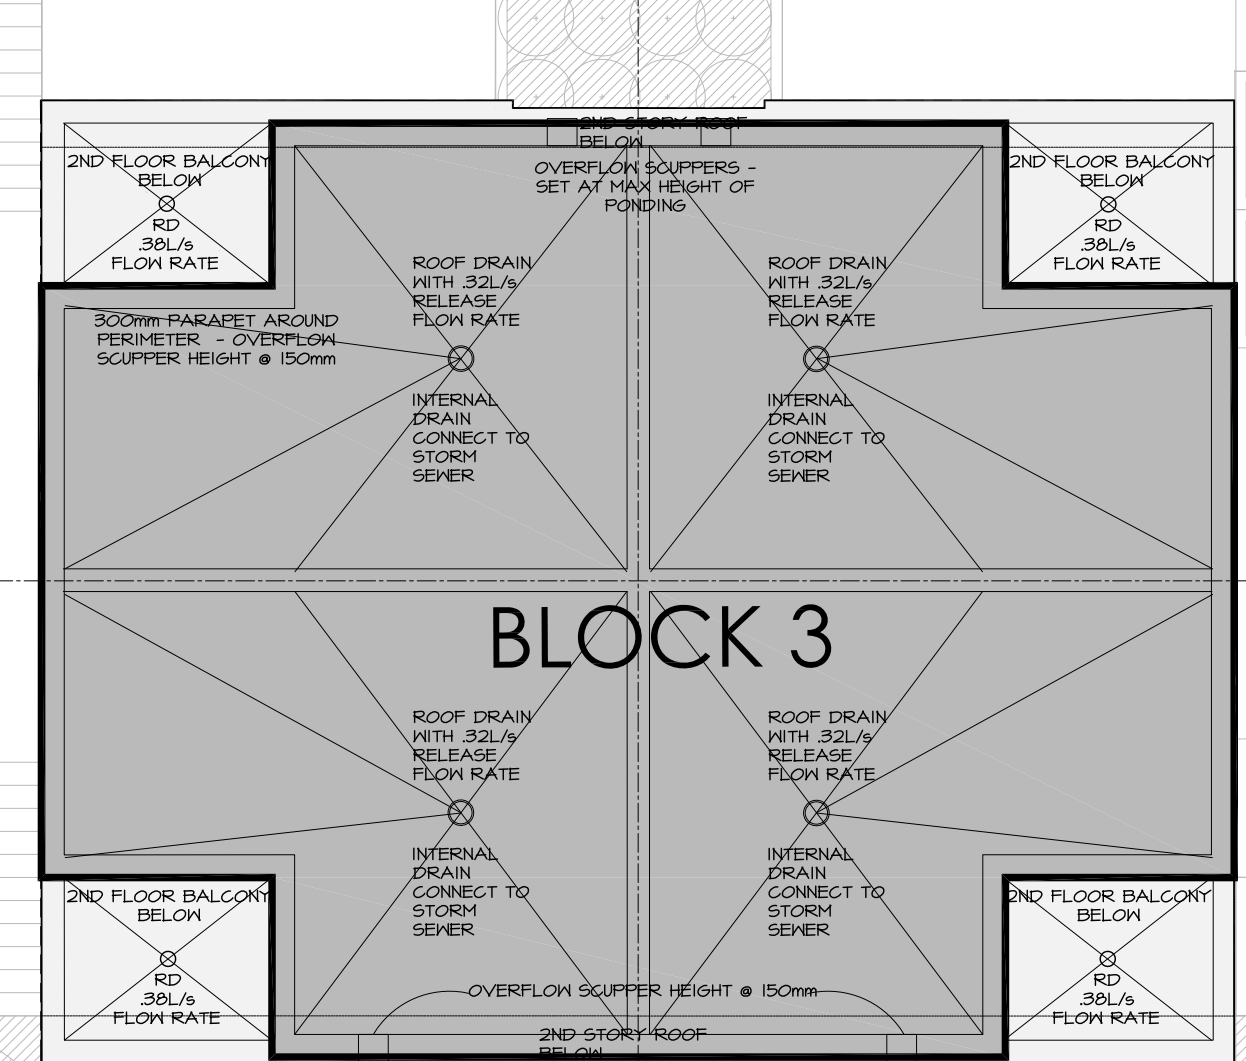 2ND STORY ROOF
BELOW
OVERFLOW SCUPPERS -
SET AT MAX HEIGHT OF
PONDING
2ND FLOOR BALCONY
BELOW
RD
.38L/s
FLOW RATE
2ND FLOOR BALCONY
BELOW
RD
.38L/s
FLOW RATE
300mm PARAPET AROUND
PERIMETER - OVERFLOW
SCUPPER HEIGHT @ 150mm
ROOF DRAIN
WITH .32L/s
RELEASE
FLOW RATE
INTERNAL
DRAIN
CONNECT TO
STORM
SEWER
ROOF DRAIN
WITH .32L/s
RELEASE
FLOW RATE
INTERNAL
DRAIN
CONNECT TO
STORM
SEWER
BLOCK 3
ROOF DRAIN
WITH .32L/s
RELEASE
FLOW RATE
INTERNAL
DRAIN
CONNECT TO
STORM
SEWER
ROOF DRAIN
WITH .32L/s
RELEASE
FLOW RATE
INTERNAL
DRAIN
CONNECT TO
STORM
SEWER
2ND FLOOR BALCONY
BELOW
RD
.38L/s
FLOW RATE
2ND FLOOR BALCONY
BELOW
RD
.38L/s
FLOW RATE
OVERFLOW SCUPPER HEIGHT @ 150mm
2ND STORY ROOF
BELOW